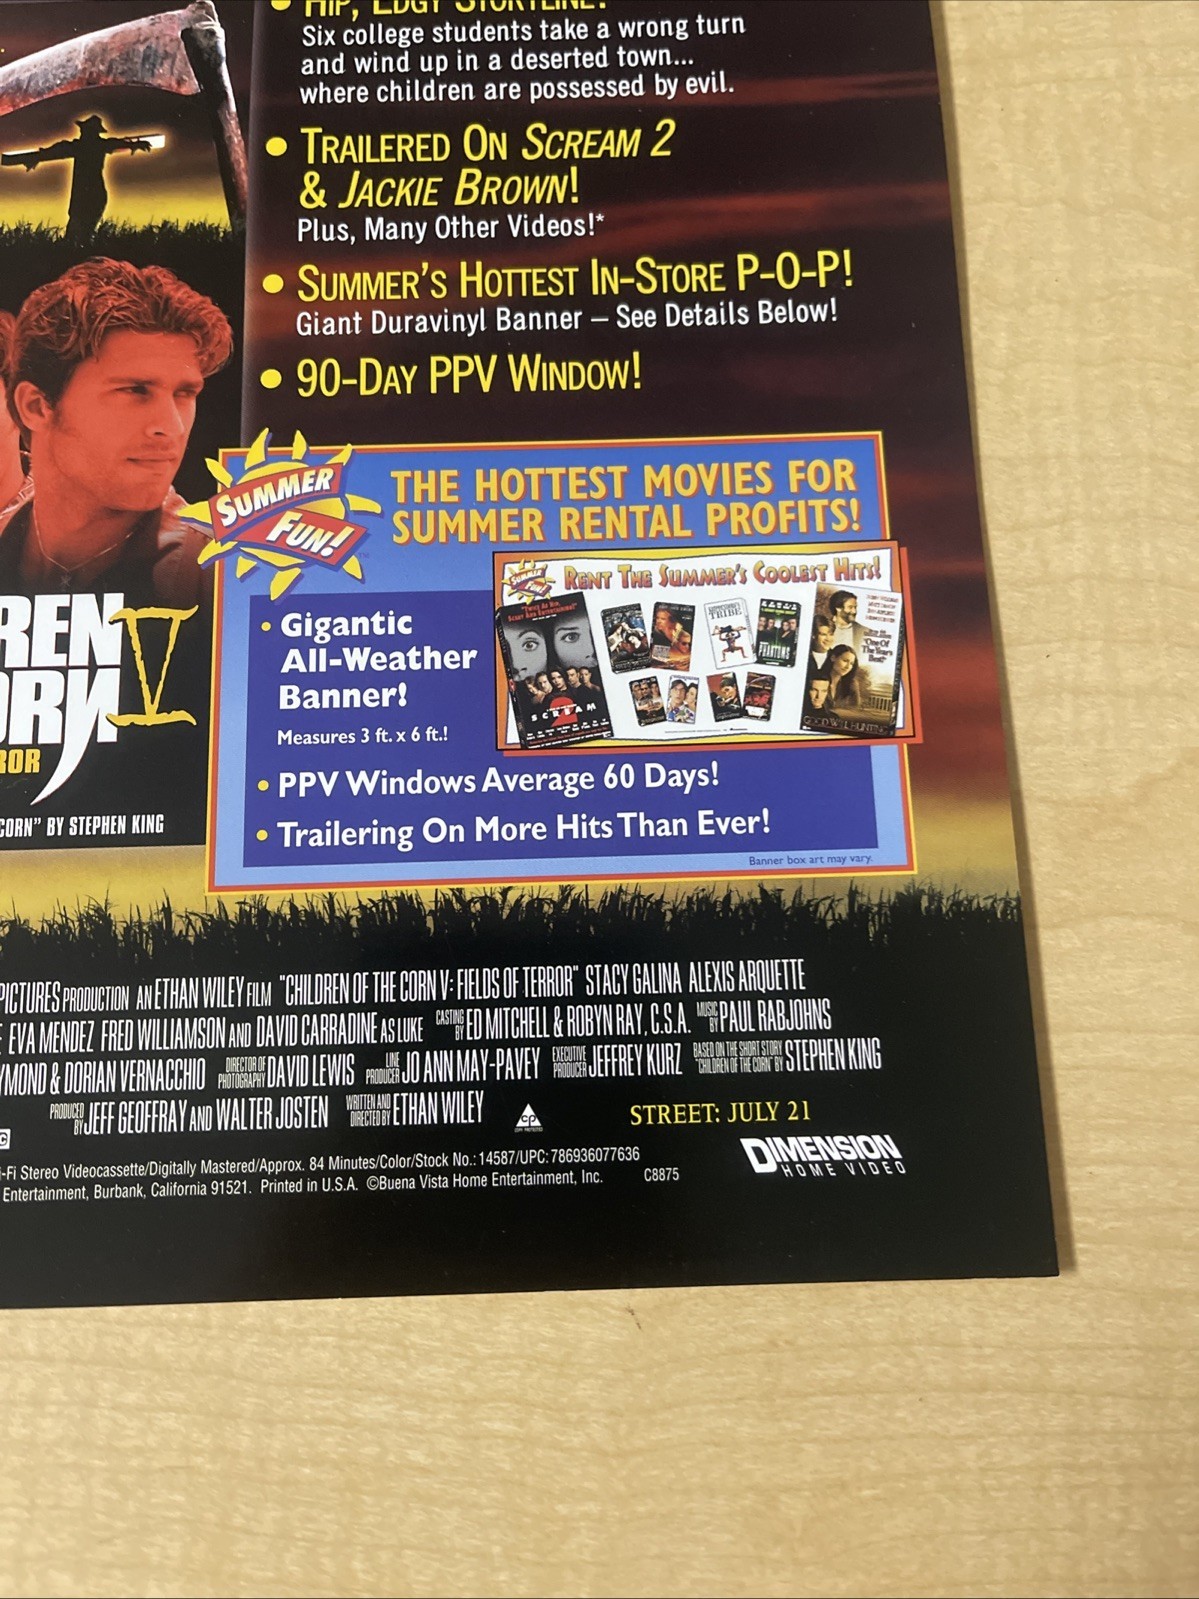 HIP, EDGY STORYLINE!
Six college students take a wrong turn
and wind up in a deserted town...
where children are possessed by evil.
TRAILERED ON SCREAM 2
& JACKIE BROWN!
Plus, Many Other Videos!*
SUMMER'S HOTTEST IN-STORE P-O-P!
Giant Duravinyl Banner – See Details Below!
90-DAY PPV WINDOW!
SUMMER
FUN!
THE HOTTEST MOVIES FOR
SUMMER RENTAL PROFITS!
RENT THE SUMMER'S COOLEST HITS!
SCREAM
2
TRIBE
PHANTOMS
GOOD WILL HUNTING
• Gigantic
All-Weather
Banner!
Measures 3 ft. x 6 ft.!
• PPV Windows Average 60 Days!
• Trailering On More Hits Than Ever!
Banner box art may vary.
REN
V
ORN
ROR
CORN" BY STEPHEN KING
PICTURES PRODUCTION AN ETHAN WILEY FILM "CHILDREN OF THE CORN V: FIELDS OF TERROR" STACY GALINA ALEXIS ARQUETTE
EVA MENDEZ FRED WILLIAMSON AND DAVID CARRADINE AS LUKE CASTING BY ED MITCHELL & ROBYN RAY, C.S.A. MUSIC BY PAUL RABJOHNS
YMOND & DORIAN VERNACCHIO DIRECTOR OF PHOTOGRAPHY DAVID LEWIS LINE PRODUCER JO ANN MAY-PAVEY EXECUTIVE PRODUCER JEFFREY KURZ BASED ON THE SHORT STORY "CHILDREN OF THE CORN" BY STEPHEN KING
PRODUCED BY JEFF GEOFFRAY AND WALTER JOSTEN WRITTEN AND DIRECTED BY ETHAN WILEY
STREET: JULY 21
DIMENSION
HOME VIDEO
i-Fi Stereo Videocassette/Digitally Mastered/Approx. 84 Minutes/Color/Stock No.: 14587/UPC: 786936077636
Entertainment, Burbank, California 91521. Printed in U.S.A. ©Buena Vista Home Entertainment, Inc. C8875